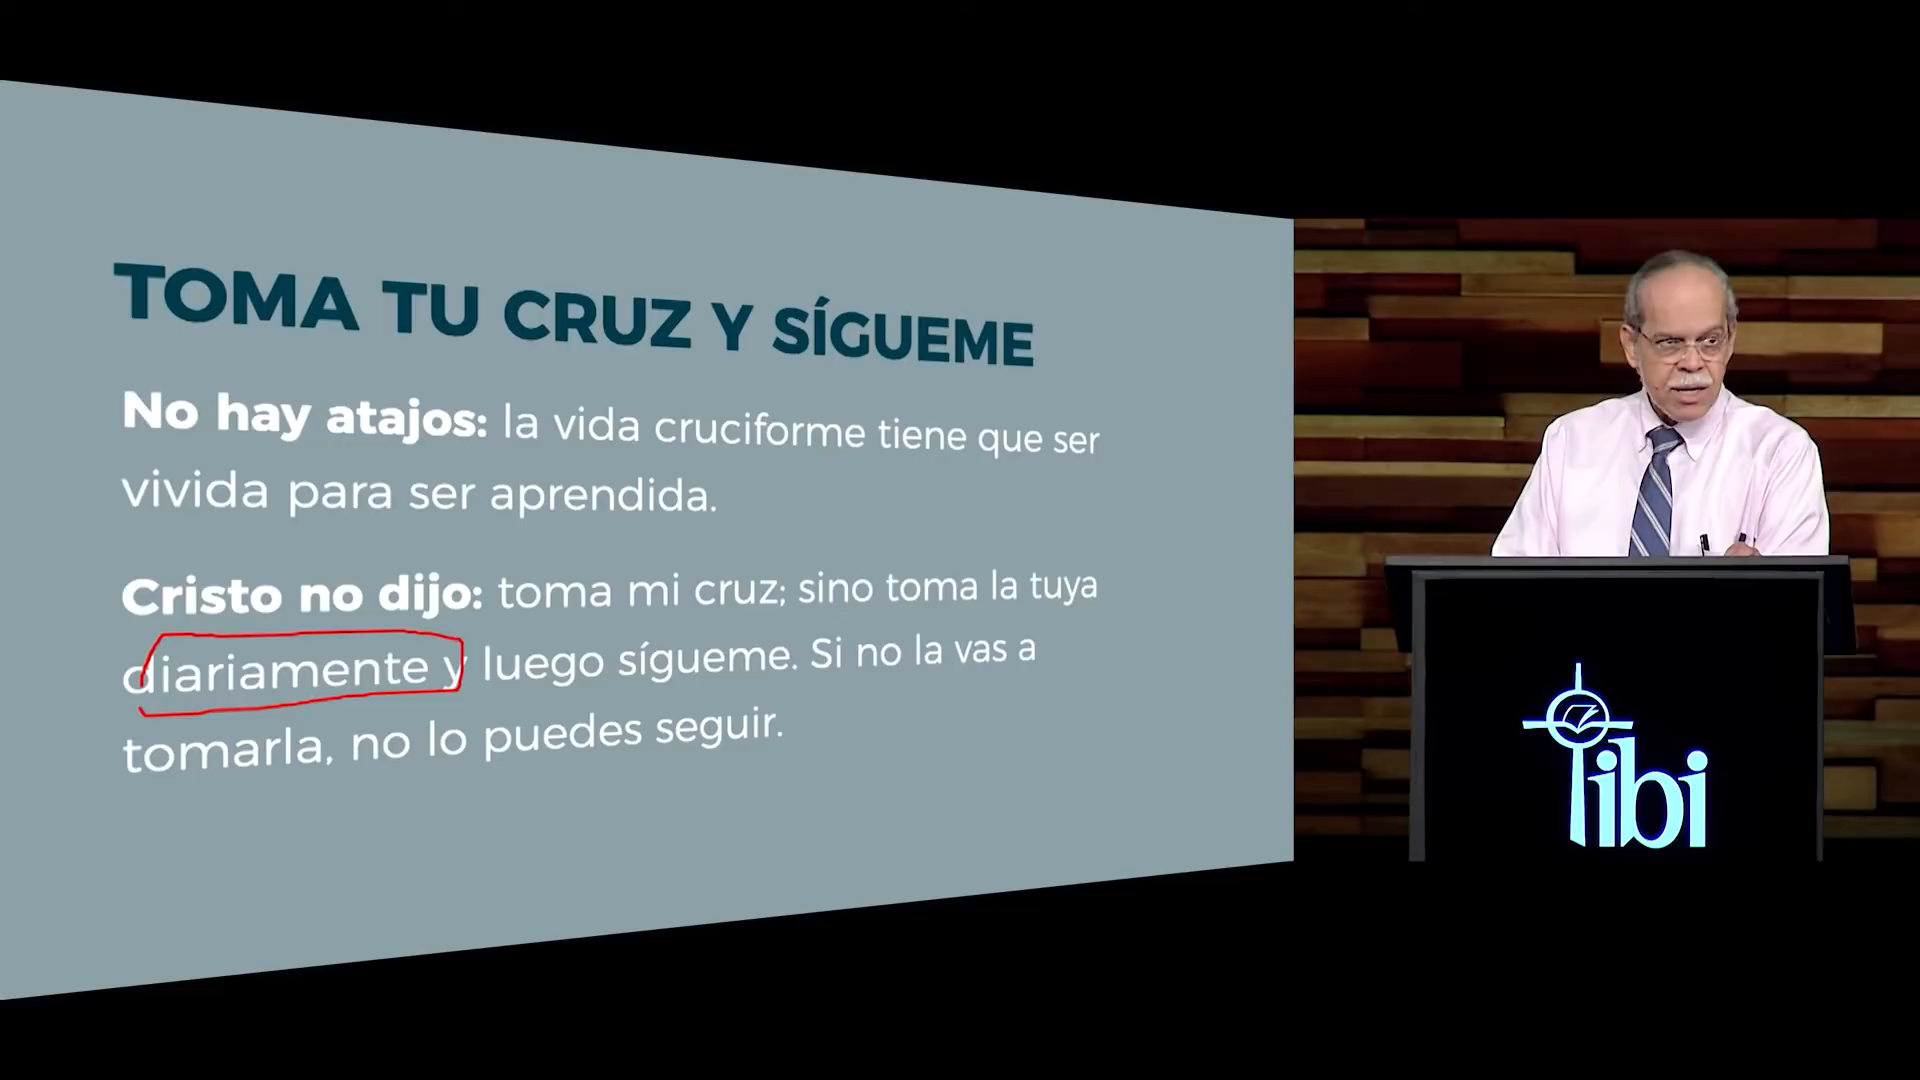 TOMA TU CRUZ Y SÍGUEME
No hay atajos: la vida cruciforme tiene que ser
vivida para ser aprendida.
Cristo no dijo: toma mi cruz; sino toma la tuya
diariamente y luego sígueme. Si no la vas a
tomarla, no lo puedes seguir.
ibi